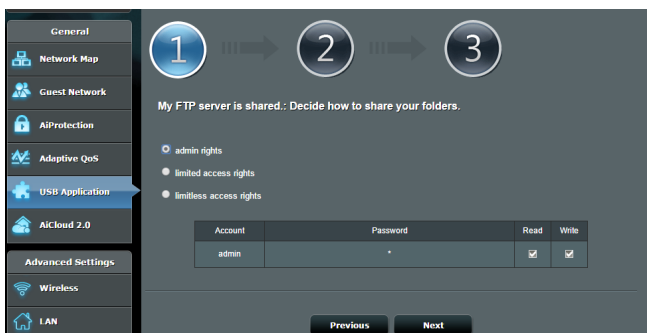 General
Network Map
Guest Network
AiProtection
Adaptive QoS
USB Application
AiCloud 2.0
Advanced Settings
Wireless
LAN
1 2 3
My FTP server is shared.: Decide how to share your folders.
admin rights
limited access rights
limitless access rights
Account Password Read Write
admin * 
Previous Next